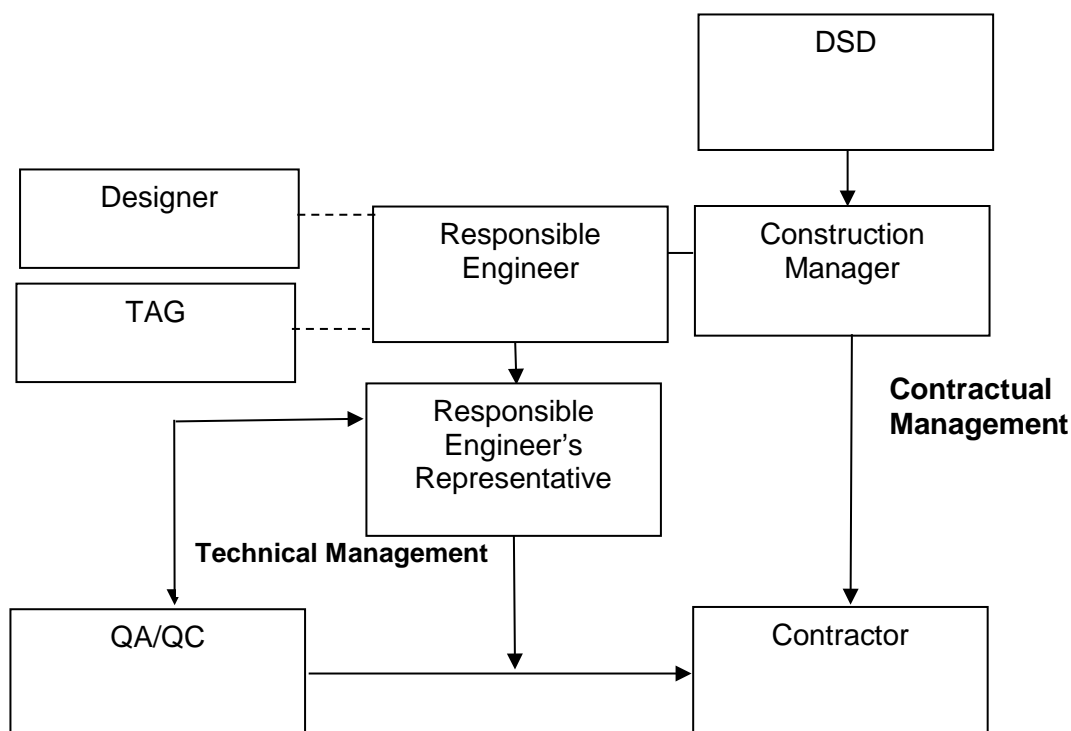 DSD
Designer
Responsible
Engineer
Construction
Manager
TAG
Responsible
Engineer’s
Representative
Contractual
Management
Technical Management
QA/QC
Contractor